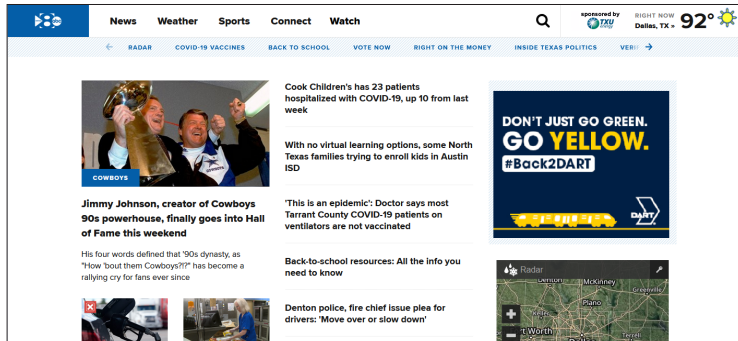 8 abc
News Weather Sports Connect Watch
sponsored by
TXU energy
RIGHT NOW
Dallas, TX »
92°
RADAR COVID-19 VACCINES BACK TO SCHOOL VOTE NOW RIGHT ON THE MONEY INSIDE TEXAS POLITICS
COWBOYS
Jimmy Johnson, creator of Cowboys
90s powerhouse, finally goes into Hall
of Fame this weekend
His four words defined that '90s dynasty, as
"How 'bout them Cowboys?!?" has become a
rallying cry for fans ever since
Cook Children's has 23 patients
hospitalized with COVID-19, up 10 from last
week
With no virtual learning options, some North
Texas families trying to enroll kids in Austin
ISD
'This is an epidemic': Doctor says most
Tarrant County COVID-19 patients on
ventilators are not vaccinated
Back-to-school resources: All the info you
need to know
Denton police, fire chief issue plea for
drivers: 'Move over or slow down'
DON'T JUST GO GREEN.
GO YELLOW.
#Back2DART
DART
Radar
Denton
McKinney
Greenville
Plano
Keller
rt Worth
Terrell